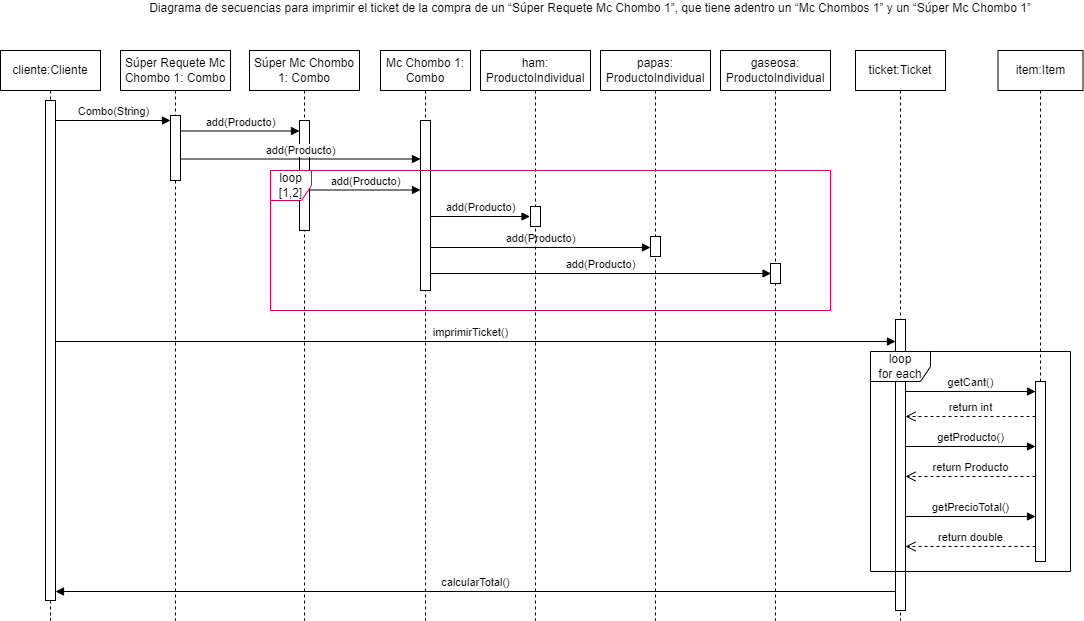 Diagrama de secuencias para imprimir el ticket de la compra de un “Súper Requete Mc Chombo 1”, que tiene adentro un “Mc Chombos 1” y un “Súper Mc Chombo 1”
cliente:Cliente
Súper Requete Mc
Chombo 1: Combo
Súper Mc Chombo
1: Combo
Mc Chombo 1:
Combo
ham:
ProductoIndividual
papas:
ProductoIndividual
gaseosa:
ProductoIndividual
ticket:Ticket
item:Item
Combo(String)
add(Producto)
add(Producto)
loop
[1,2]
add(Producto)
add(Producto)
add(Producto)
add(Producto)
imprimirTicket()
loop
for each
getCant()
return int
getProducto()
return Producto
getPrecioTotal()
return double
calcularTotal()